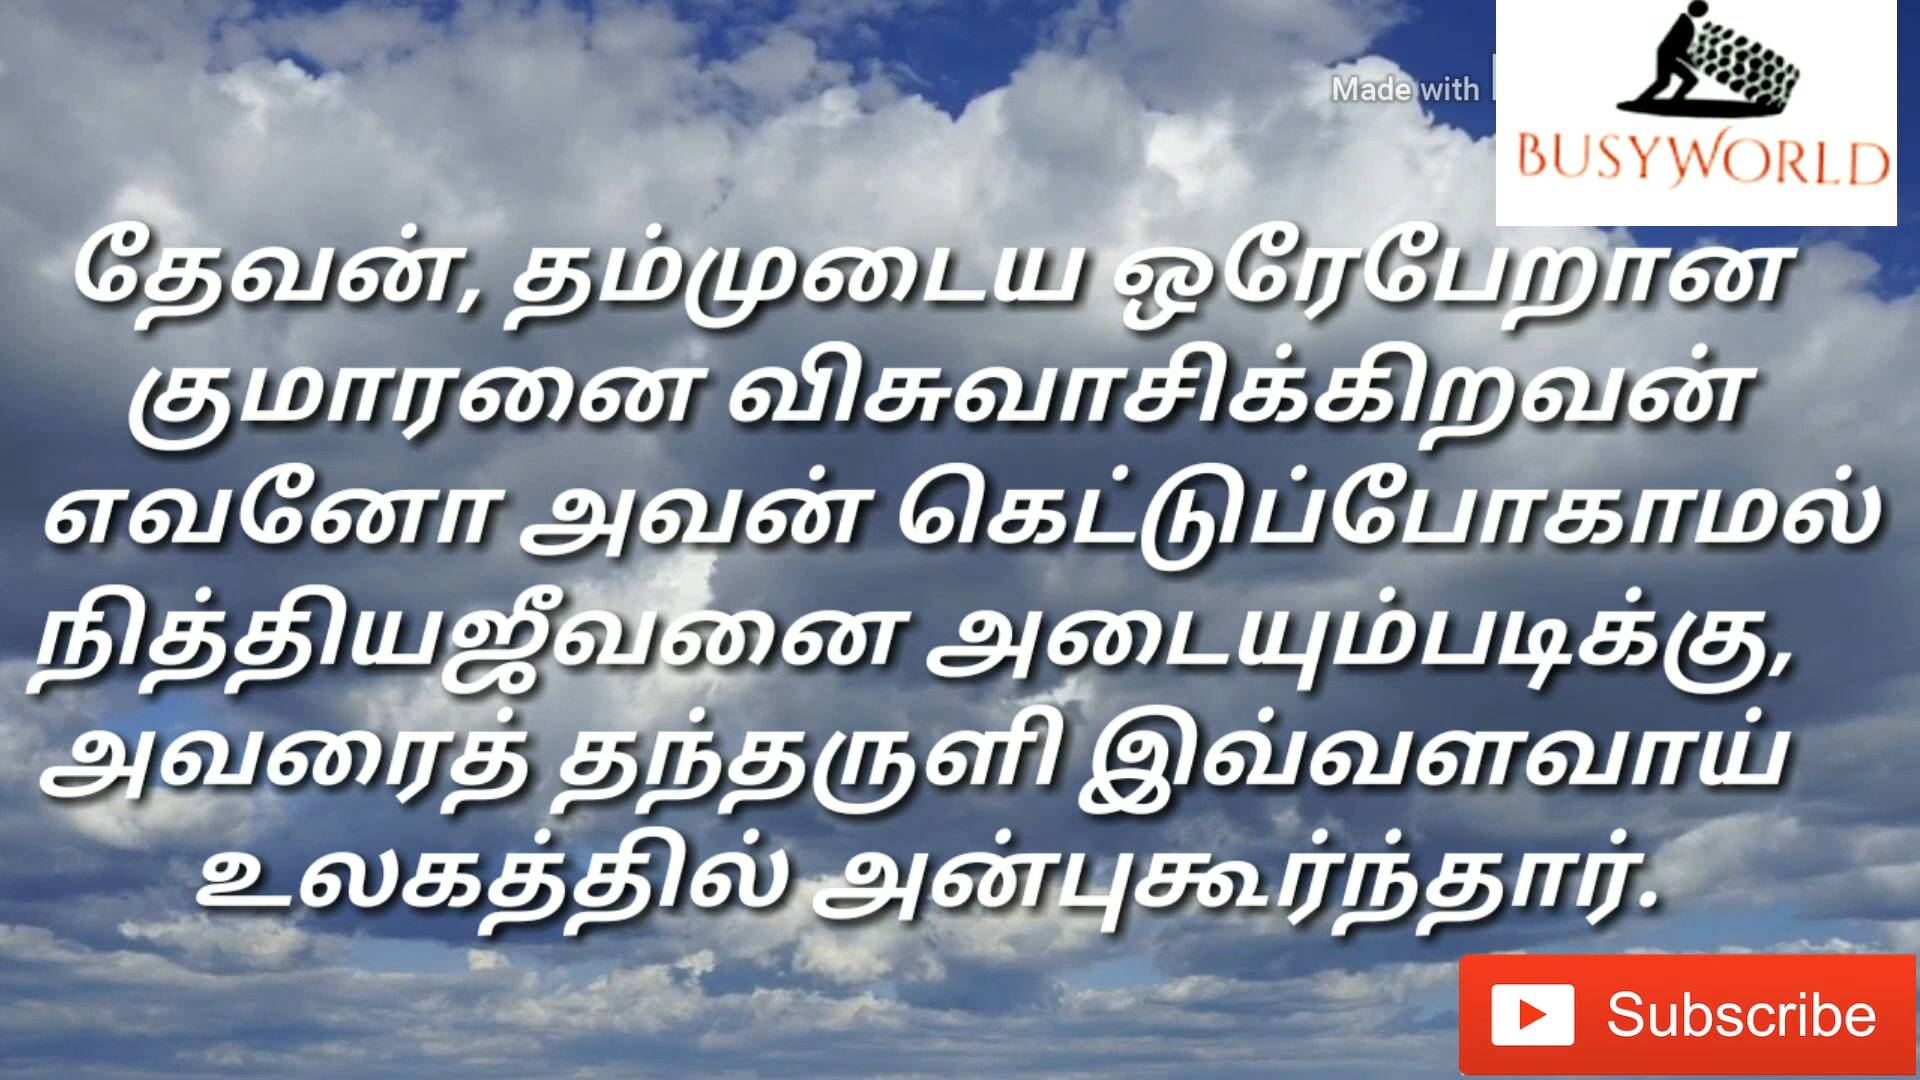 Made with
BUSYWORLD
தேவன், தம்முடைய ஒரேபேறான
குமாரனை விசுவாசிக்கிறவன்
எவனோ அவன் கெட்டுப்போகாமல்
நித்தியஜீவனை அடையும்படிக்கு,
அவரைத் தந்தருளி இவ்வளவாய்
உலகத்தில் அன்புகூர்ந்தார்.
Subscribe